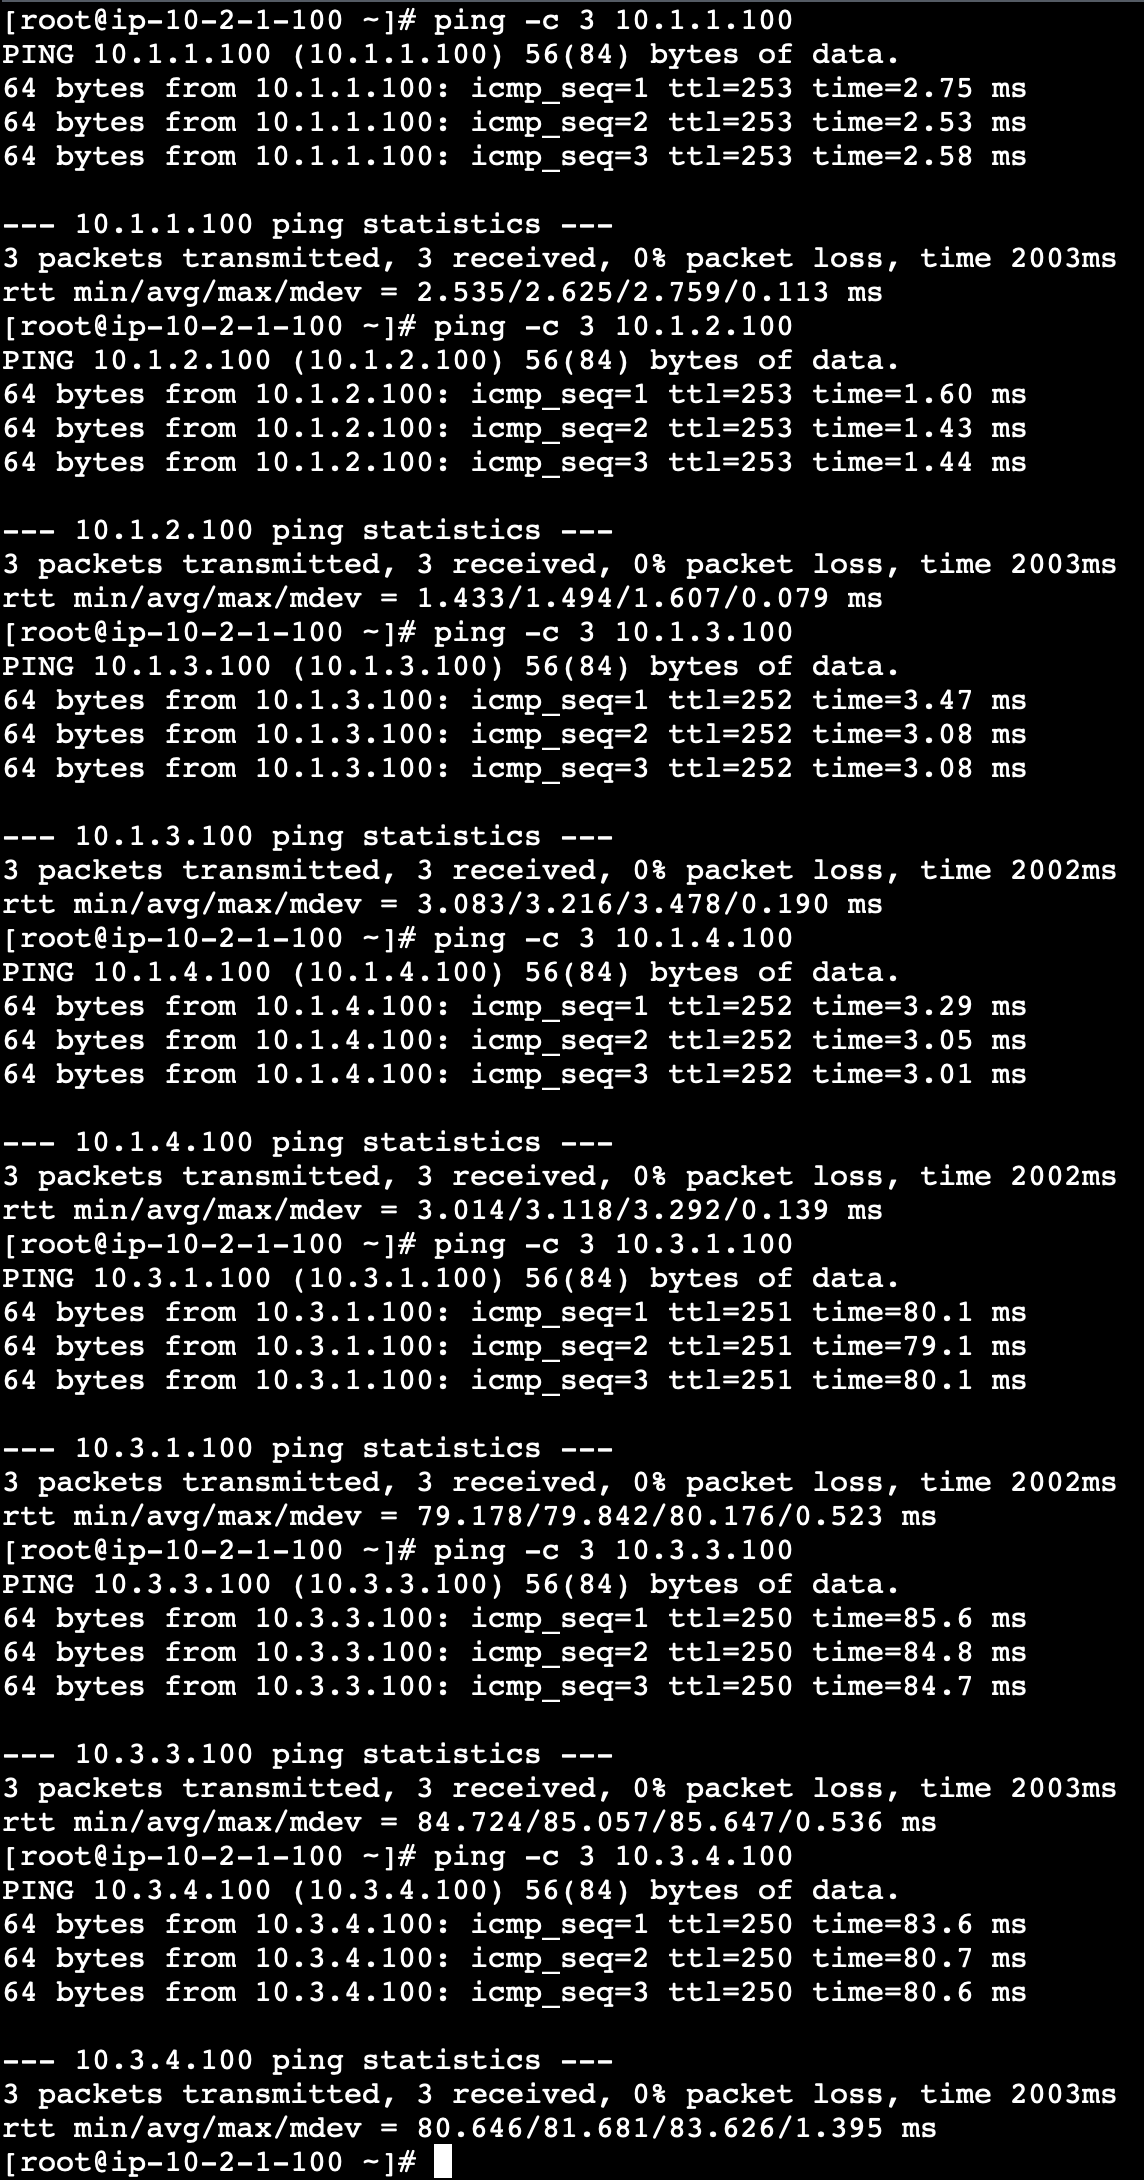 [root@ip-10-2-1-100 ~]# ping -c 3 10.1.1.100
PING 10.1.1.100 (10.1.1.100) 56(84) bytes of data.
64 bytes from 10.1.1.100: icmp_seq=1 ttl=253 time=2.75 ms
64 bytes from 10.1.1.100: icmp_seq=2 ttl=253 time=2.53 ms
64 bytes from 10.1.1.100: icmp_seq=3 ttl=253 time=2.58 ms

--- 10.1.1.100 ping statistics ---
3 packets transmitted, 3 received, 0% packet loss, time 2003ms
rtt min/avg/max/mdev = 2.535/2.625/2.759/0.113 ms
[root@ip-10-2-1-100 ~]# ping -c 3 10.1.2.100
PING 10.1.2.100 (10.1.2.100) 56(84) bytes of data.
64 bytes from 10.1.2.100: icmp_seq=1 ttl=253 time=1.60 ms
64 bytes from 10.1.2.100: icmp_seq=2 ttl=253 time=1.43 ms
64 bytes from 10.1.2.100: icmp_seq=3 ttl=253 time=1.44 ms

--- 10.1.2.100 ping statistics ---
3 packets transmitted, 3 received, 0% packet loss, time 2003ms
rtt min/avg/max/mdev = 1.433/1.494/1.607/0.079 ms
[root@ip-10-2-1-100 ~]# ping -c 3 10.1.3.100
PING 10.1.3.100 (10.1.3.100) 56(84) bytes of data.
64 bytes from 10.1.3.100: icmp_seq=1 ttl=252 time=3.47 ms
64 bytes from 10.1.3.100: icmp_seq=2 ttl=252 time=3.08 ms
64 bytes from 10.1.3.100: icmp_seq=3 ttl=252 time=3.08 ms

--- 10.1.3.100 ping statistics ---
3 packets transmitted, 3 received, 0% packet loss, time 2002ms
rtt min/avg/max/mdev = 3.083/3.216/3.478/0.190 ms
[root@ip-10-2-1-100 ~]# ping -c 3 10.1.4.100
PING 10.1.4.100 (10.1.4.100) 56(84) bytes of data.
64 bytes from 10.1.4.100: icmp_seq=1 ttl=252 time=3.29 ms
64 bytes from 10.1.4.100: icmp_seq=2 ttl=252 time=3.05 ms
64 bytes from 10.1.4.100: icmp_seq=3 ttl=252 time=3.01 ms

--- 10.1.4.100 ping statistics ---
3 packets transmitted, 3 received, 0% packet loss, time 2002ms
rtt min/avg/max/mdev = 3.014/3.118/3.292/0.139 ms
[root@ip-10-2-1-100 ~]# ping -c 3 10.3.1.100
PING 10.3.1.100 (10.3.1.100) 56(84) bytes of data.
64 bytes from 10.3.1.100: icmp_seq=1 ttl=251 time=80.1 ms
64 bytes from 10.3.1.100: icmp_seq=2 ttl=251 time=79.1 ms
64 bytes from 10.3.1.100: icmp_seq=3 ttl=251 time=80.1 ms

--- 10.3.1.100 ping statistics ---
3 packets transmitted, 3 received, 0% packet loss, time 2002ms
rtt min/avg/max/mdev = 79.178/79.842/80.176/0.523 ms
[root@ip-10-2-1-100 ~]# ping -c 3 10.3.3.100
PING 10.3.3.100 (10.3.3.100) 56(84) bytes of data.
64 bytes from 10.3.3.100: icmp_seq=1 ttl=250 time=85.6 ms
64 bytes from 10.3.3.100: icmp_seq=2 ttl=250 time=84.8 ms
64 bytes from 10.3.3.100: icmp_seq=3 ttl=250 time=84.7 ms

--- 10.3.3.100 ping statistics ---
3 packets transmitted, 3 received, 0% packet loss, time 2003ms
rtt min/avg/max/mdev = 84.724/85.057/85.647/0.536 ms
[root@ip-10-2-1-100 ~]# ping -c 3 10.3.4.100
PING 10.3.4.100 (10.3.4.100) 56(84) bytes of data.
64 bytes from 10.3.4.100: icmp_seq=1 ttl=250 time=83.6 ms
64 bytes from 10.3.4.100: icmp_seq=2 ttl=250 time=80.7 ms
64 bytes from 10.3.4.100: icmp_seq=3 ttl=250 time=80.6 ms

--- 10.3.4.100 ping statistics ---
3 packets transmitted, 3 received, 0% packet loss, time 2003ms
rtt min/avg/max/mdev = 80.646/81.681/83.626/1.395 ms
[root@ip-10-2-1-100 ~]#